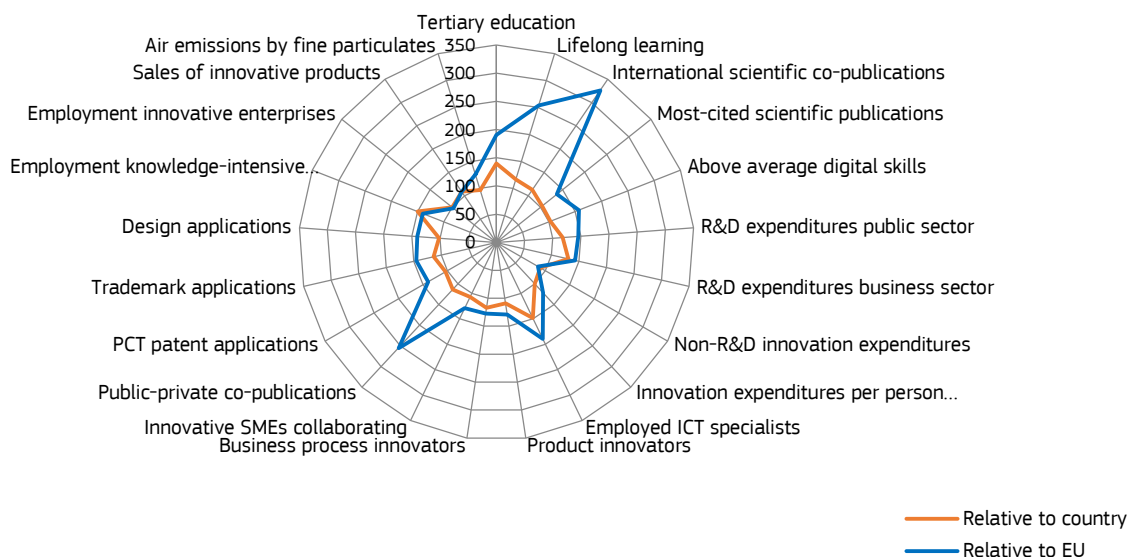 Tertiary education
Air emissions by fine particulates
350
Lifelong learning
Sales of innovative products
300
International scientific co-publications
Employment innovative enterprises
250
Most-cited scientific publications
200
Employment knowledge-intensive...
150
Above average digital skills
100
Design applications
50
R&D expenditures public sector
0
Trademark applications
R&D expenditures business sector
PCT patent applications
Non-R&D innovation expenditures
Public-private co-publications
Innovation expenditures per person...
Innovative SMEs collaborating
Employed ICT specialists
Business process innovators
Product innovators
Relative to country
Relative to EU